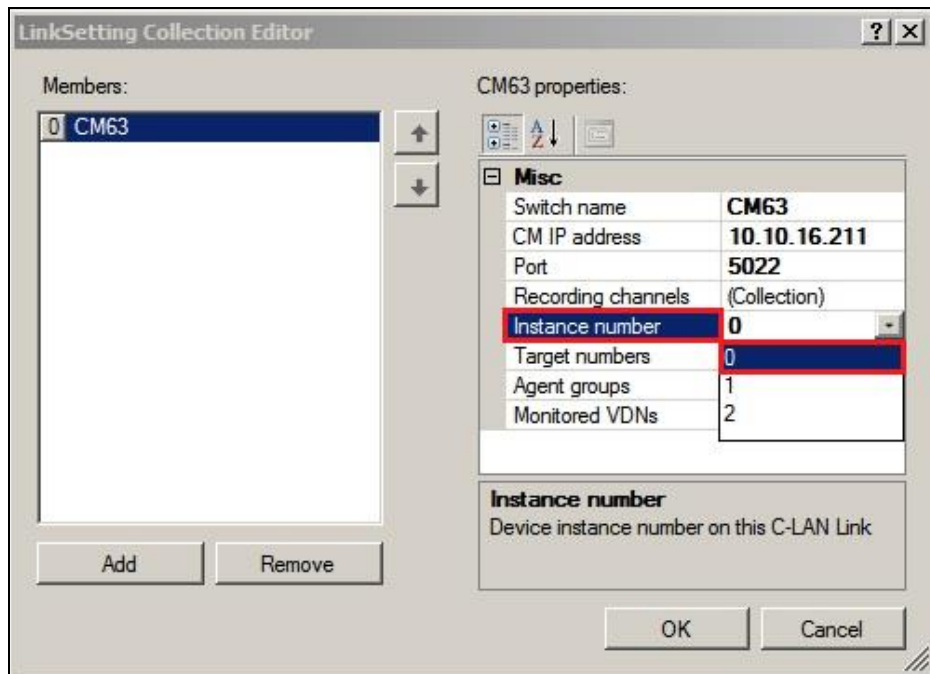 LinkSetting Collection Editor
Members:
0 CM63
Add
Remove
CM63 properties:
Misc
Switch name CM63
CM IP address 10.10.16.211
Port 5022
Recording channels (Collection)
Instance number 0
Target numbers 0
Agent groups 1
Monitored VDNs 2
Instance number
Device instance number on this C-LAN Link
OK
Cancel